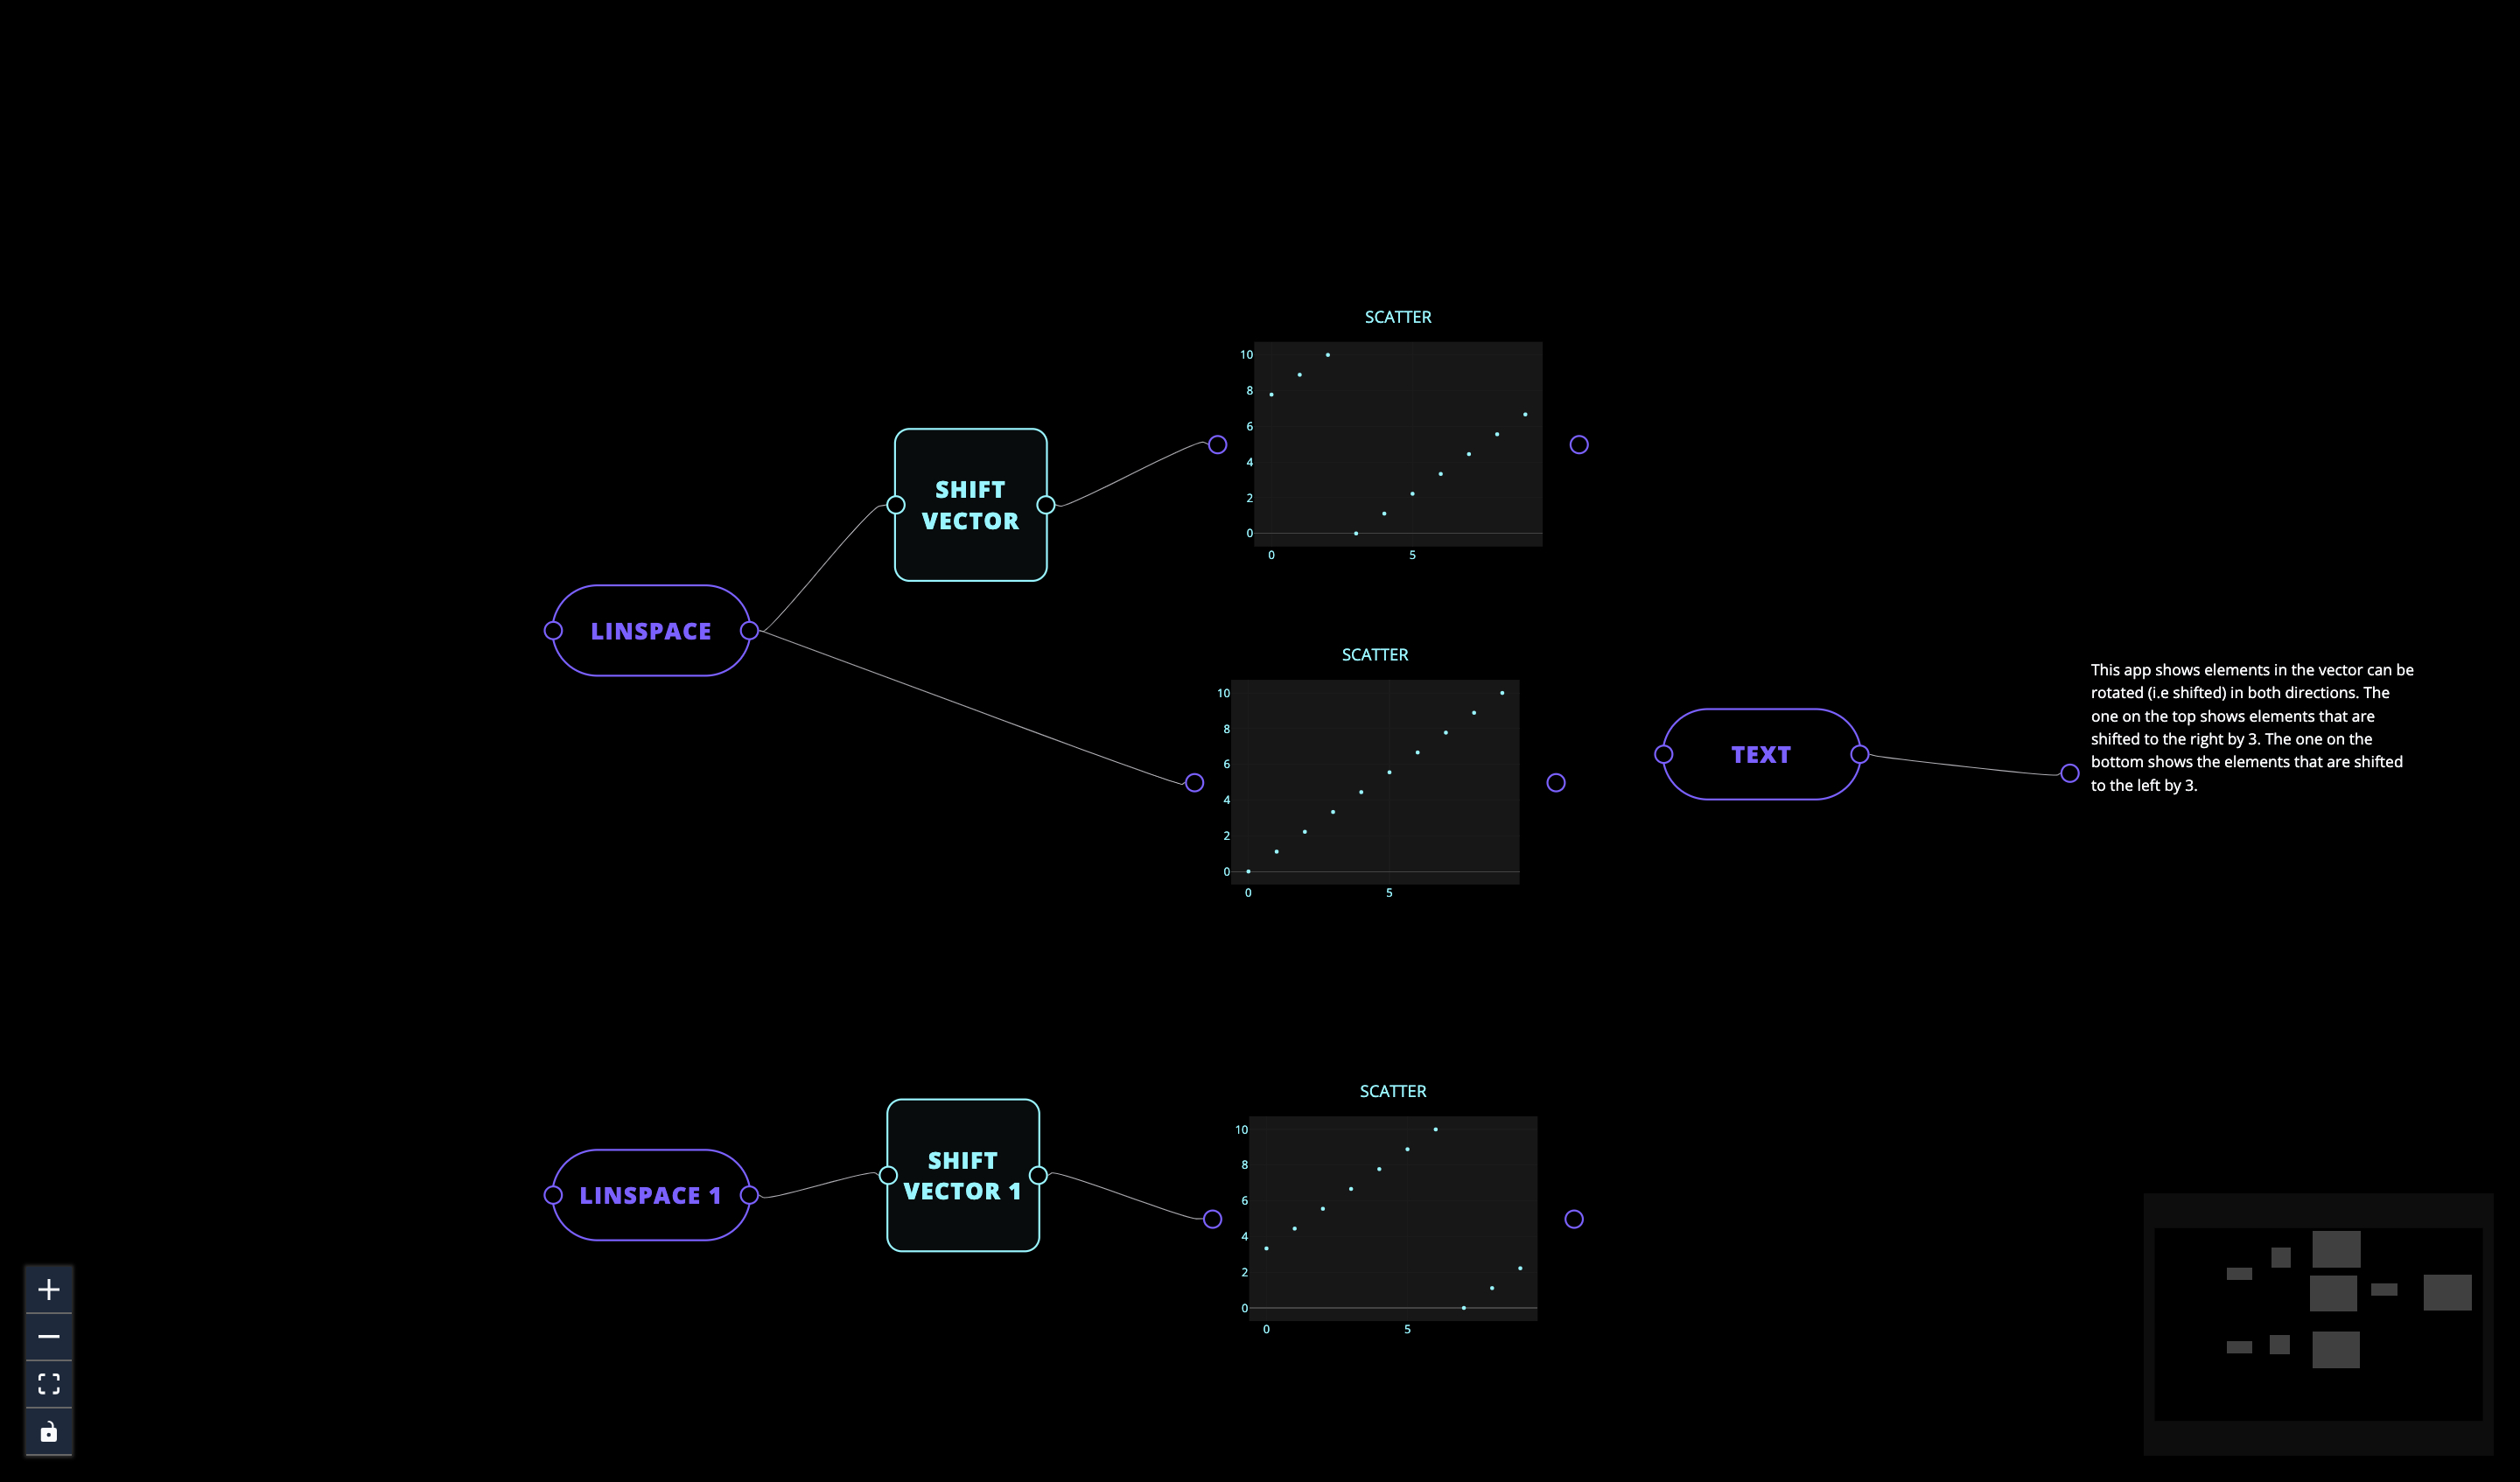 SCATTER
10
8
6
4
2
0
0 5
SHIFT
VECTOR
LINSPACE
SCATTER
10
8
6
4
2
0
0 5
TEXT
This app shows elements in the vector can be
rotated (i.e shifted) in both directions. The
one on the top shows elements that are
shifted to the right by 3. The one on the
bottom shows the elements that are shifted
to the left by 3.
LINSPACE 1
SHIFT
VECTOR 1
SCATTER
10
8
6
4
2
0
0 5